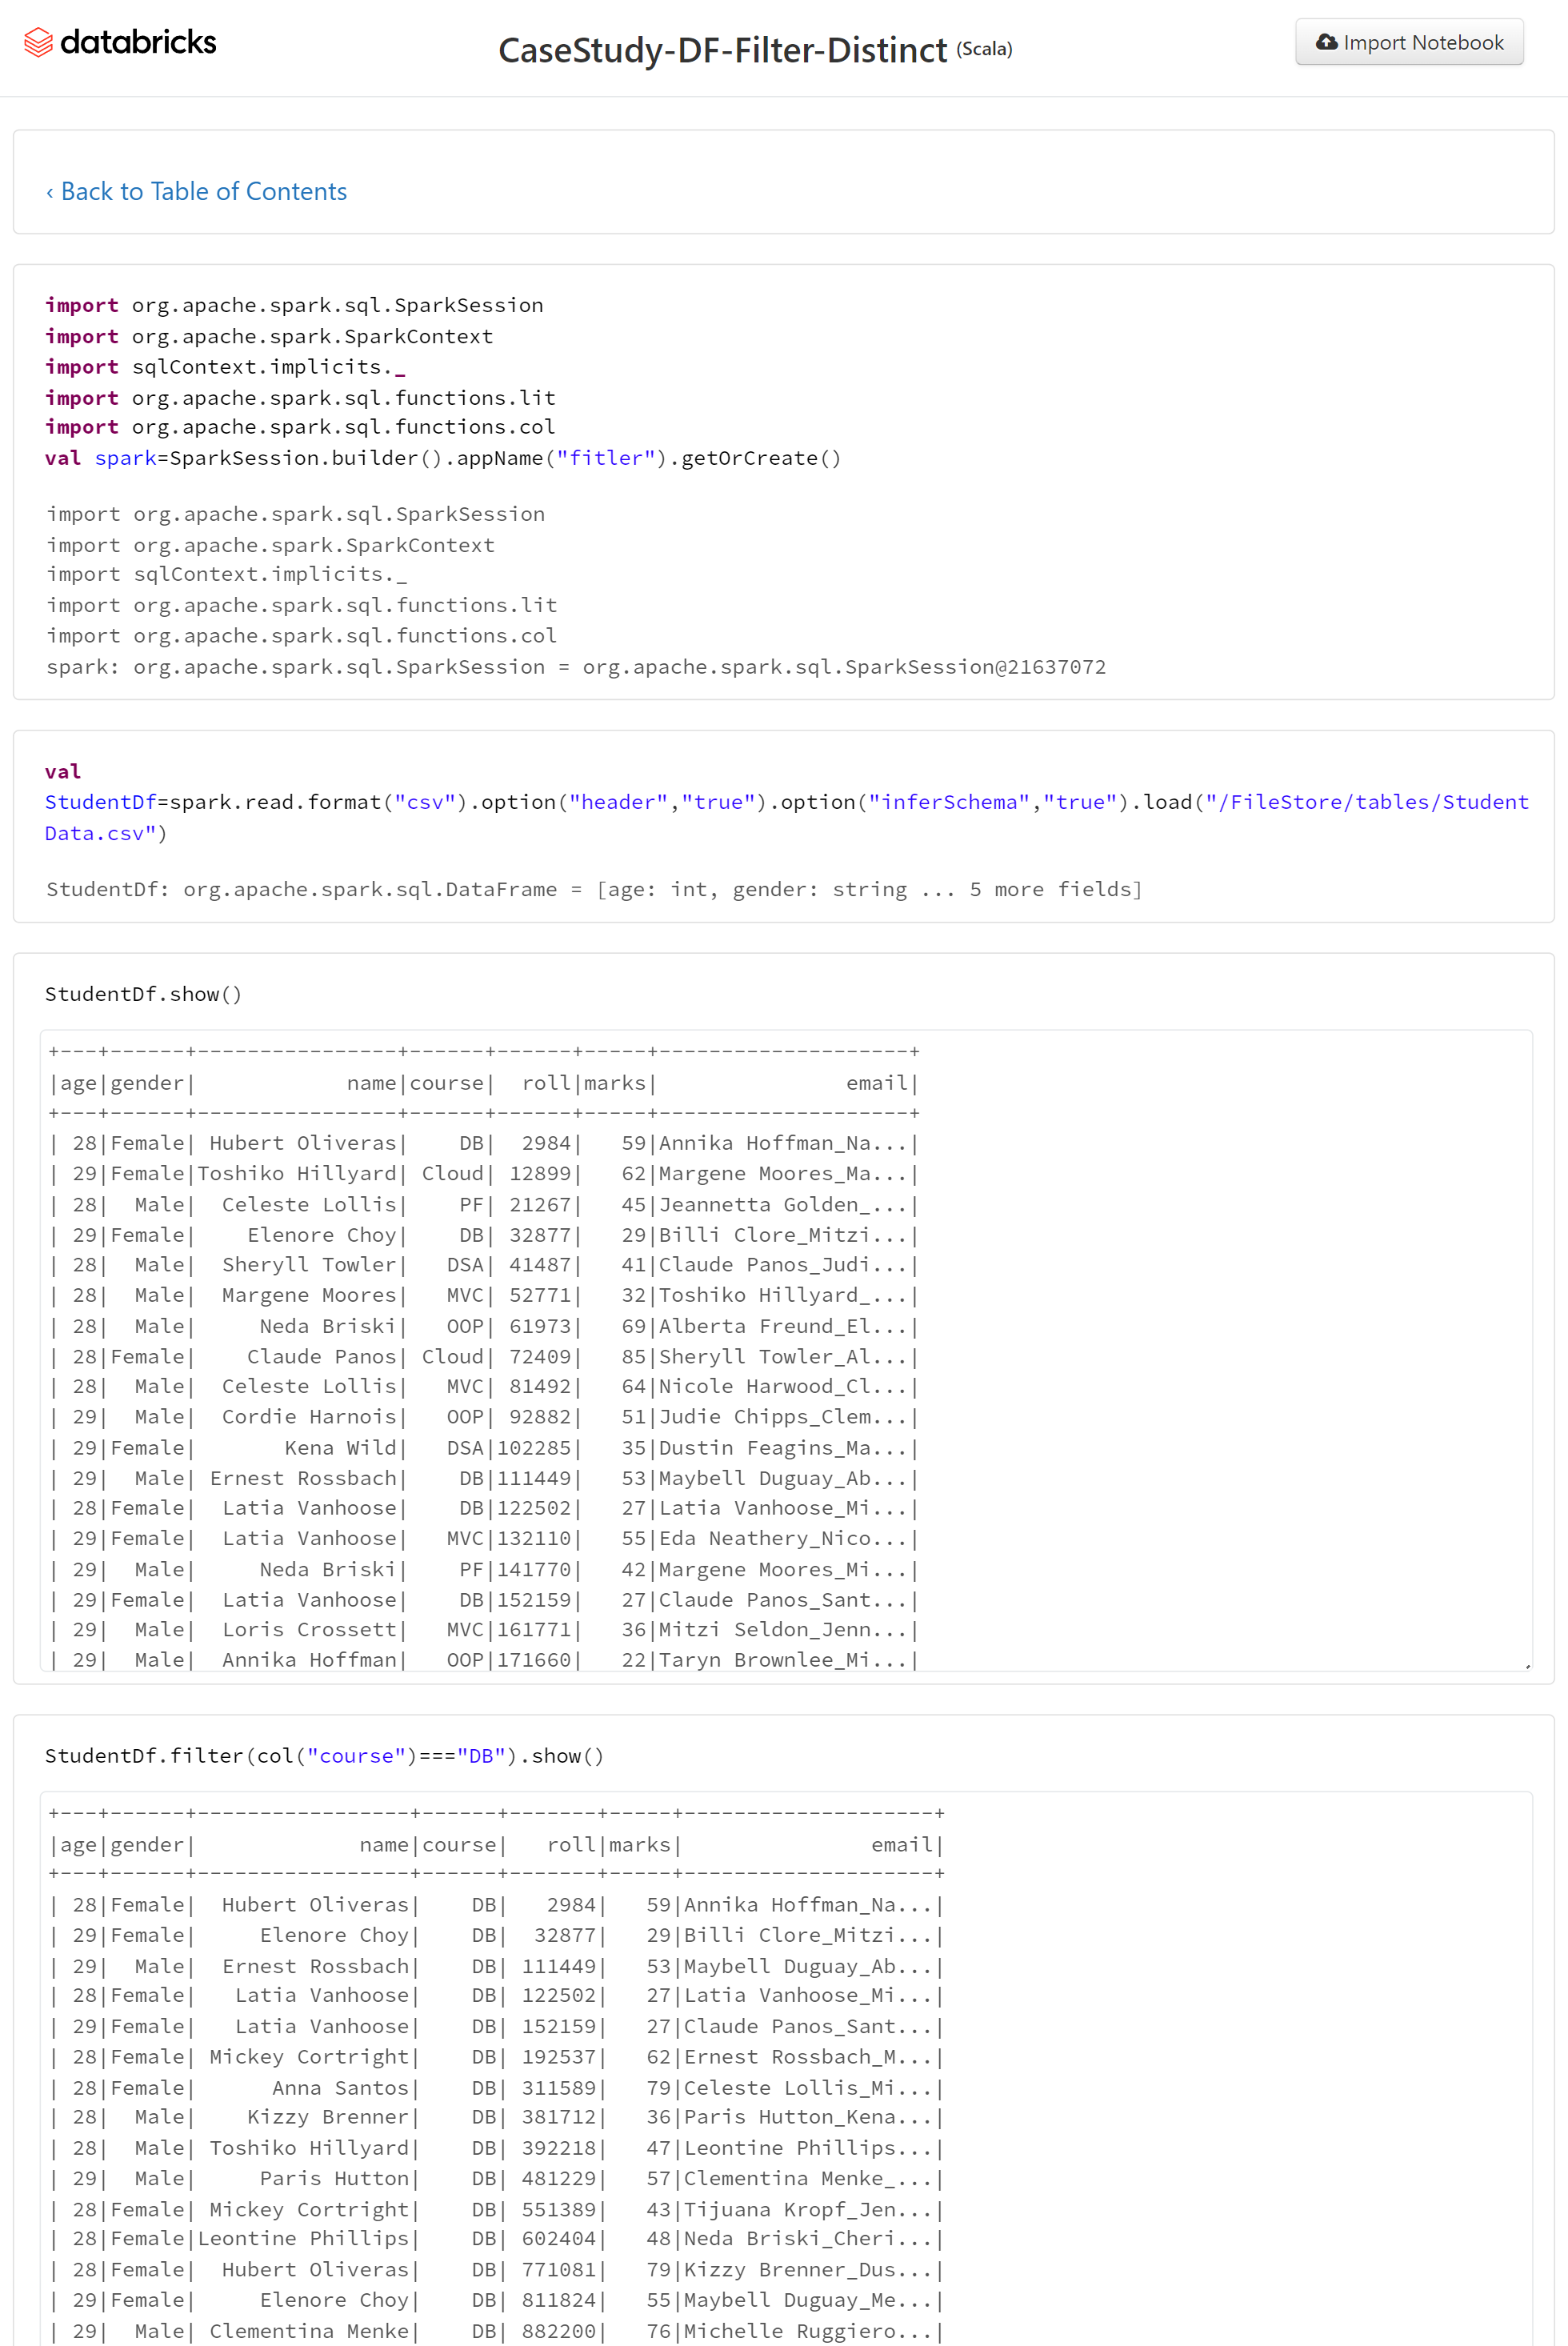 databricks
CaseStudy-DF-Filter-Distinct (Scala)
Import Notebook
‹ Back to Table of Contents
import org.apache.spark.sql.SparkSession
import org.apache.spark.SparkContext
import sqlContext.implicits._
import org.apache.spark.sql.functions.lit
import org.apache.spark.sql.functions.col
val spark=SparkSession.builder().appName("fitler").getOrCreate()
import org.apache.spark.sql.SparkSession
import org.apache.spark.SparkContext
import sqlContext.implicits._
import org.apache.spark.sql.functions.lit
import org.apache.spark.sql.functions.col
spark: org.apache.spark.sql.SparkSession = org.apache.spark.sql.SparkSession@21637072
val
StudentDf=spark.read.format("csv").option("header","true").option("inferSchema","true").load("/FileStore/tables/Student
Data.csv")
StudentDf: org.apache.spark.sql.DataFrame = [age: int, gender: string ... 5 more fields]
StudentDf.show()
+---+------+----------------+------+------+-----+--------------------+
|age|gender|            name|course|  roll|marks|               email|
+---+------+----------------+------+------+-----+--------------------+
| 28|Female| Hubert Oliveras|    DB|  2984|   59|Annika Hoffman_Na...|
| 29|Female|Toshiko Hillyard| Cloud| 12899|   62|Margene Moores_Ma...|
| 28|  Male|  Celeste Lollis|    PF| 21267|   45|Jeannetta Golden_...|
| 29|Female|    Elenore Choy|    DB| 32877|   29|Billi Clore_Mitzi...|
| 28|  Male|  Sheryll Towler|   DSA| 41487|   41|Claude Panos_Judi...|
| 28|  Male|  Margene Moores|   MVC| 52771|   32|Toshiko Hillyard_...|
| 28|  Male|     Neda Briski|   OOP| 61973|   69|Alberta Freund_El...|
| 28|Female|    Claude Panos| Cloud| 72409|   85|Sheryll Towler_Al...|
| 28|  Male|  Celeste Lollis|   MVC| 81492|   64|Nicole Harwood_Cl...|
| 29|  Male|  Cordie Harnois|   OOP| 92882|   51|Judie Chipps_Clem...|
| 29|Female|       Kena Wild|   DSA|102285|   35|Dustin Feagins_Ma...|
| 29|  Male| Ernest Rossbach|    DB|111449|   53|Maybell Duguay_Ab...|
| 28|Female|  Latia Vanhoose|    DB|122502|   27|Latia Vanhoose_Mi...|
| 29|Female|  Latia Vanhoose|   MVC|132110|   55|Eda Neathery_Nico...|
| 29|  Male|     Neda Briski|    PF|141770|   42|Margene Moores_Mi...|
| 29|Female|  Latia Vanhoose|    DB|152159|   27|Claude Panos_Sant...|
| 29|  Male|  Loris Crossett|   MVC|161771|   36|Mitzi Seldon_Jenn...|
| 29|  Male|  Annika Hoffman|   OOP|171660|   22|Taryn Brownlee_Mi...|
StudentDf.filter(col("course")==="DB").show()
+---+------+-----------------+------+-------+-----+--------------------+
|age|gender|             name|course|   roll|marks|               email|
+---+------+-----------------+------+-------+-----+--------------------+
| 28|Female|  Hubert Oliveras|    DB|   2984|   59|Annika Hoffman_Na...|
| 29|Female|     Elenore Choy|    DB|  32877|   29|Billi Clore_Mitzi...|
| 29|  Male|  Ernest Rossbach|    DB| 111449|   53|Maybell Duguay_Ab...|
| 28|Female|   Latia Vanhoose|    DB| 122502|   27|Latia Vanhoose_Mi...|
| 29|Female|   Latia Vanhoose|    DB| 152159|   27|Claude Panos_Sant...|
| 28|Female| Mickey Cortright|    DB| 192537|   62|Ernest Rossbach_M...|
| 28|Female|      Anna Santos|    DB| 311589|   79|Celeste Lollis_Mi...|
| 28|  Male|    Kizzy Brenner|    DB| 381712|   36|Paris Hutton_Kena...|
| 28|  Male| Toshiko Hillyard|    DB| 392218|   47|Leontine Phillips...|
| 29|  Male|     Paris Hutton|    DB| 481229|   57|Clementina Menke_...|
| 28|Female| Mickey Cortright|    DB| 551389|   43|Tijuana Kropf_Jen...|
| 28|Female|Leontine Phillips|    DB| 602404|   48|Neda Briski_Cheri...|
| 28|Female|  Hubert Oliveras|    DB| 771081|   79|Kizzy Brenner_Dus...|
| 29|Female|     Elenore Choy|    DB| 811824|   55|Maybell Duguay_Me...|
| 29|  Male| Clementina Menke|    DB| 882200|   76|Michelle Ruggiero...|